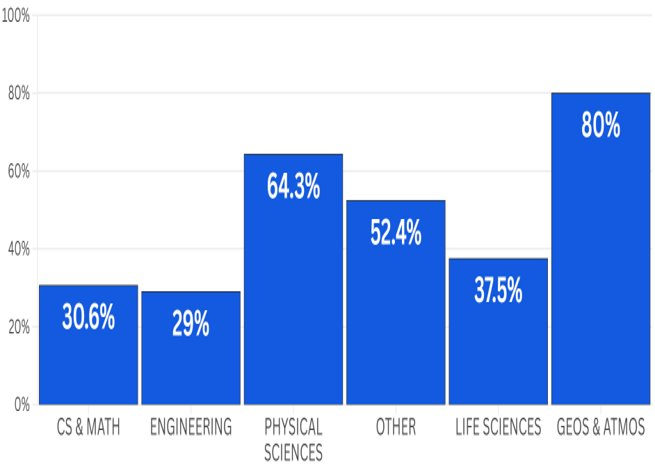 100%
80%
60%
40%
20%
0%
30.6%
29%
64.3%
52.4%
37.5%
80%
CS & MATH
ENGINEERING
PHYSICAL
SCIENCES
OTHER
LIFE SCIENCES
GEOS & ATMOS